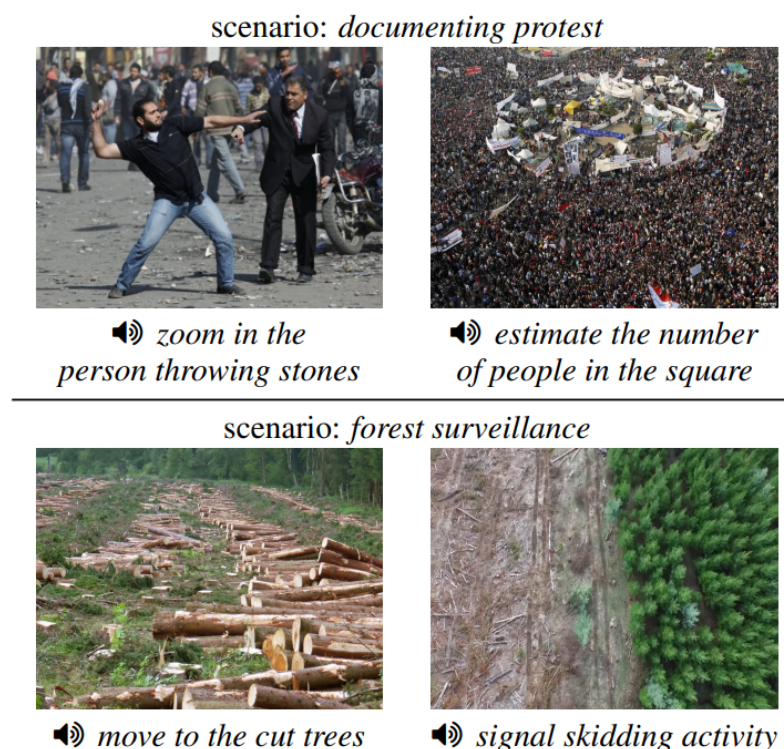 scenario: documenting protest
zoom in the
person throwing stones
estimate the number
of people in the square
scenario: forest surveillance
move to the cut trees
signal skidding activity